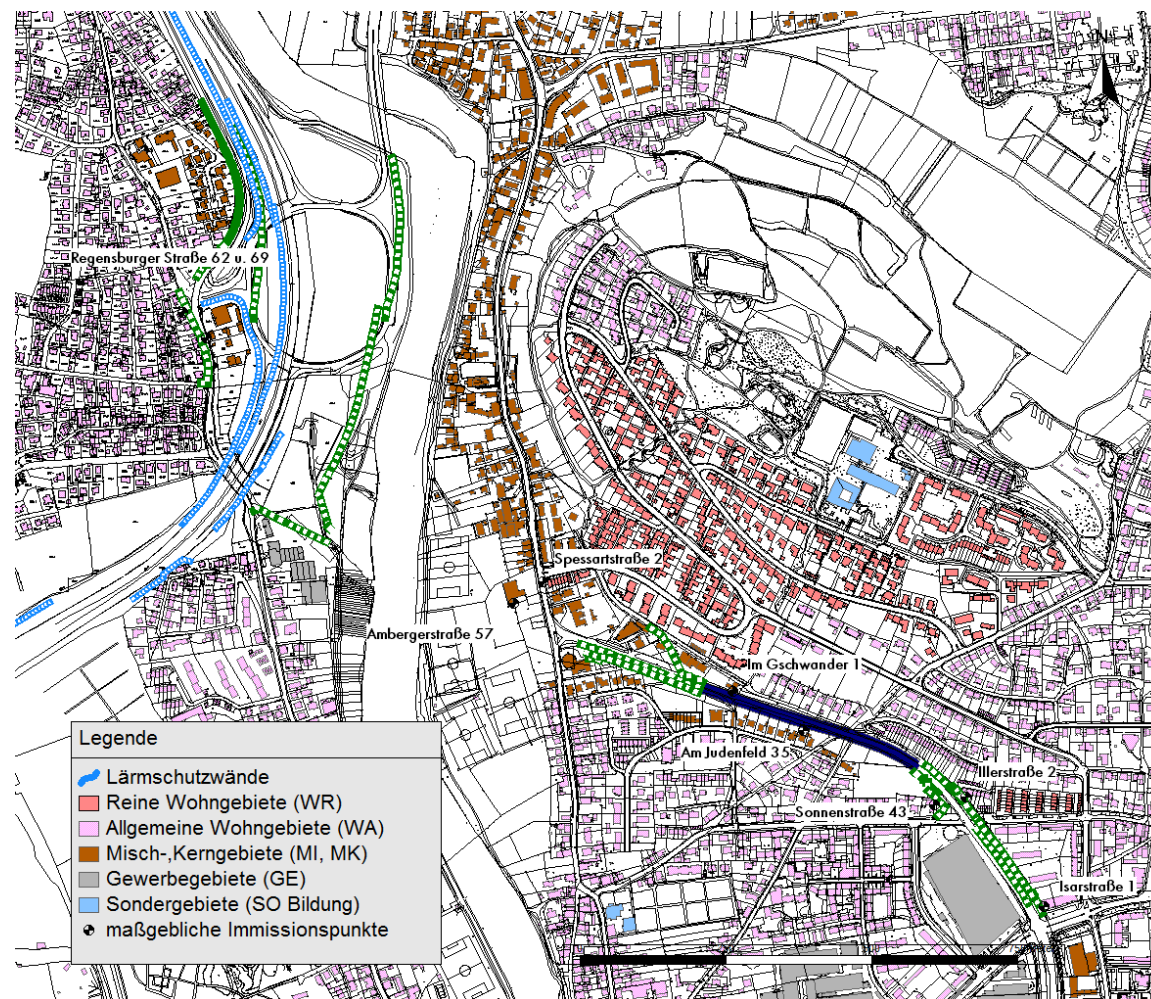 N
Regensburger Straße 62 u. 69
Spessartstraße 2
Ambergerstraße 57
Im Gschwander 1
Am Judenfeld 35
Illerstraße 2
Sonnenstraße 43
Isarstraße 1
Legende
Lärmschutzwände
Reine Wohngebiete (WR)
Allgemeine Wohngebiete (WA)
Misch-,Kerngebiete (MI, MK)
Gewerbegebiete (GE)
Sondergebiete (SO Bildung)
maßgebliche Immissionspunkte